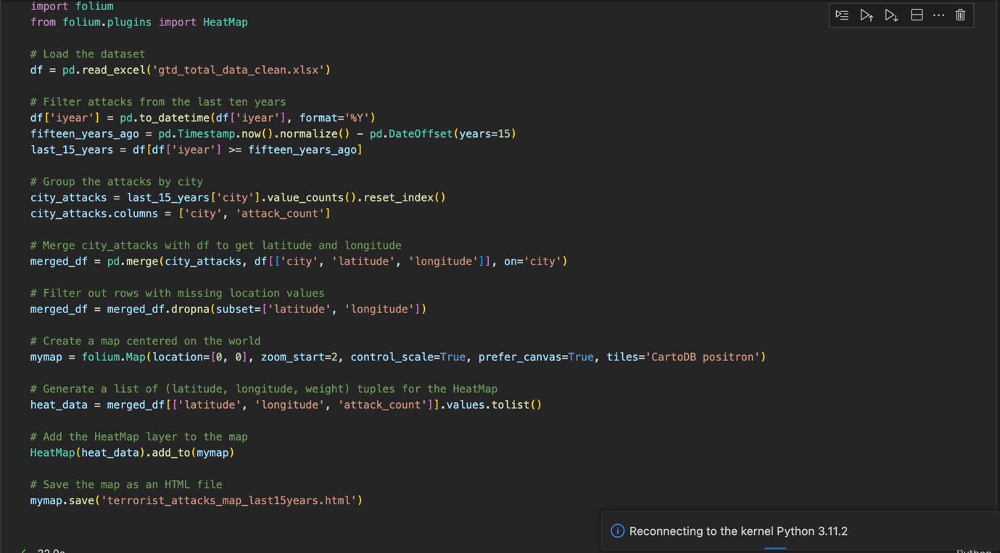 import folium
from folium.plugins import HeatMap
# Load the dataset
df = pd.read_excel('gtd_total_data_clean.xlsx')
# Filter attacks from the last ten years
df['iyear'] = pd.to_datetime(df['iyear'], format='%Y')
fifteen_years_ago = pd.Timestamp.now().normalize() - pd.DateOffset(years=15)
last_15_years = df[df['iyear'] >= fifteen_years_ago]
# Group the attacks by city
city_attacks = last_15_years['city'].value_counts().reset_index()
city_attacks.columns = ['city', 'attack_count']
# Merge city_attacks with df to get latitude and longitude
merged_df = pd.merge(city_attacks, df[['city', 'latitude', 'longitude']], on='city')
# Filter out rows with missing location values
merged_df = merged_df.dropna(subset=['latitude', 'longitude'])
# Create a map centered on the world
mymap = folium.Map(location=[0, 0], zoom_start=2, control_scale=True, prefer_canvas=True, tiles='CartoDB positron')
# Generate a list of (latitude, longitude, weight) tuples for the HeatMap
heat_data = merged_df[['latitude', 'longitude', 'attack_count']].values.tolist()
# Add the HeatMap layer to the map
HeatMap(heat_data).add_to(mymap)
# Save the map as an HTML file
mymap.save('terrorist_attacks_map_last15years.html')
Reconnecting to the kernel Python 3.11.2
Python